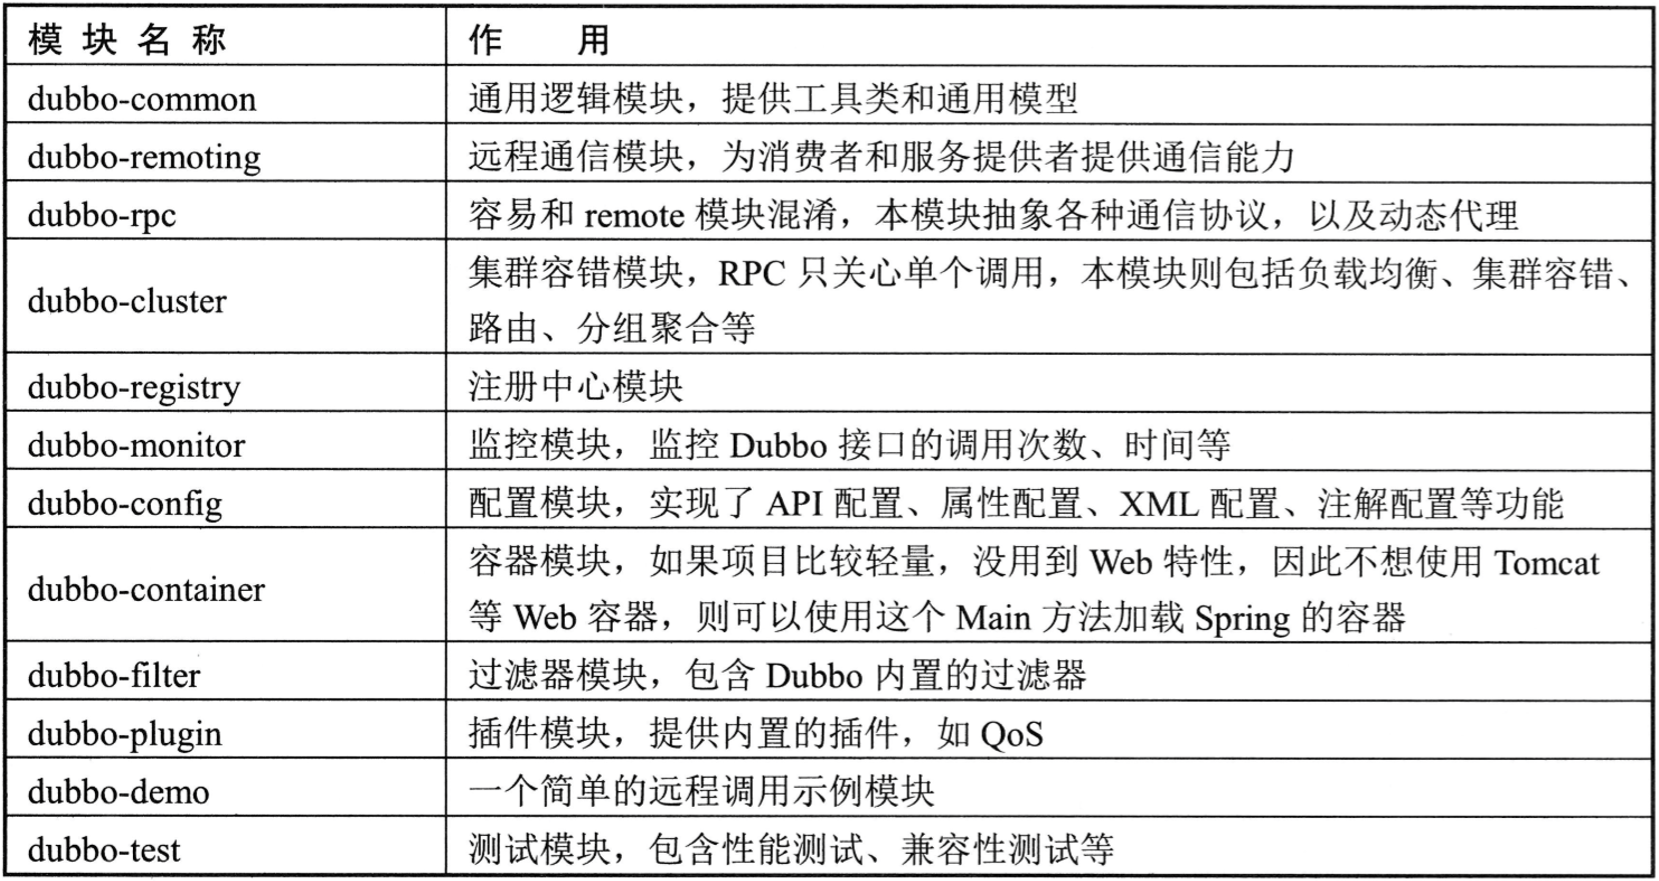 模块名称 作用
dubbo-common 通用逻辑模块，提供工具类和通用模型
dubbo-remoting 远程通信模块，为消费者和服务提供者提供通信能力
dubbo-rpc 容易和 remote 模块混淆，本模块抽象各种通信协议，以及动态代理
dubbo-cluster 集群容错模块，RPC 只关心单个调用，本模块则包括负载均衡、集群容错、
路由、分组聚合等
dubbo-registry 注册中心模块
dubbo-monitor 监控模块，监控 Dubbo 接口的调用次数、时间等
dubbo-config 配置模块，实现了 API 配置、属性配置、XML 配置、注解配置等功能
dubbo-container 容器模块，如果项目比较轻量，没用到 Web 特性，因此不想使用 Tomcat
等 Web 容器，则可以使用这个 Main 方法加载 Spring 的容器
dubbo-filter 过滤器模块，包含 Dubbo 内置的过滤器
dubbo-plugin 插件模块，提供内置的插件，如 QoS
dubbo-demo 一个简单的远程调用示例模块
dubbo-test 测试模块，包含性能测试、兼容性测试等